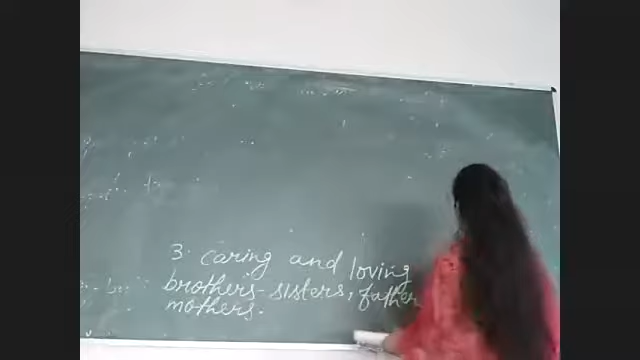 3. caring and loving
brothers-sisters, father
mothers.